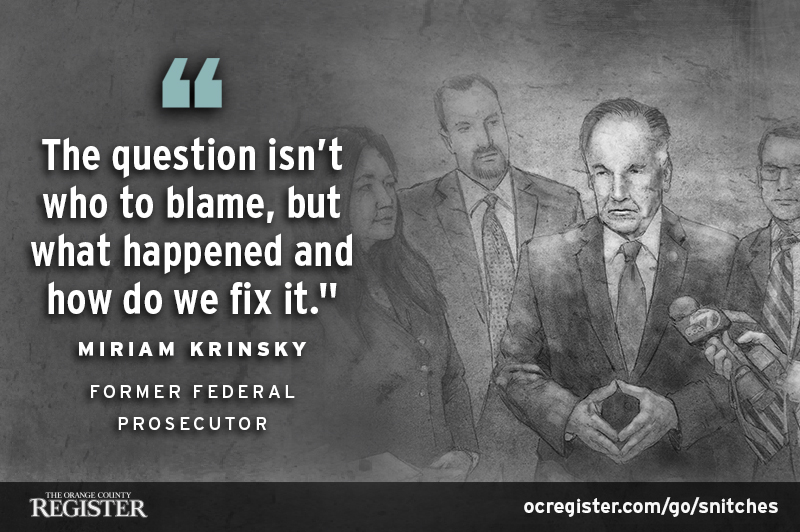 “
The question isn’t
who to blame, but
what happened and
how do we fix it."
MIRIAM KRINSKY
FORMER FEDERAL
PROSECUTOR
THE ORANGE COUNTY
REGISTER
ocregister.com/go/snitches